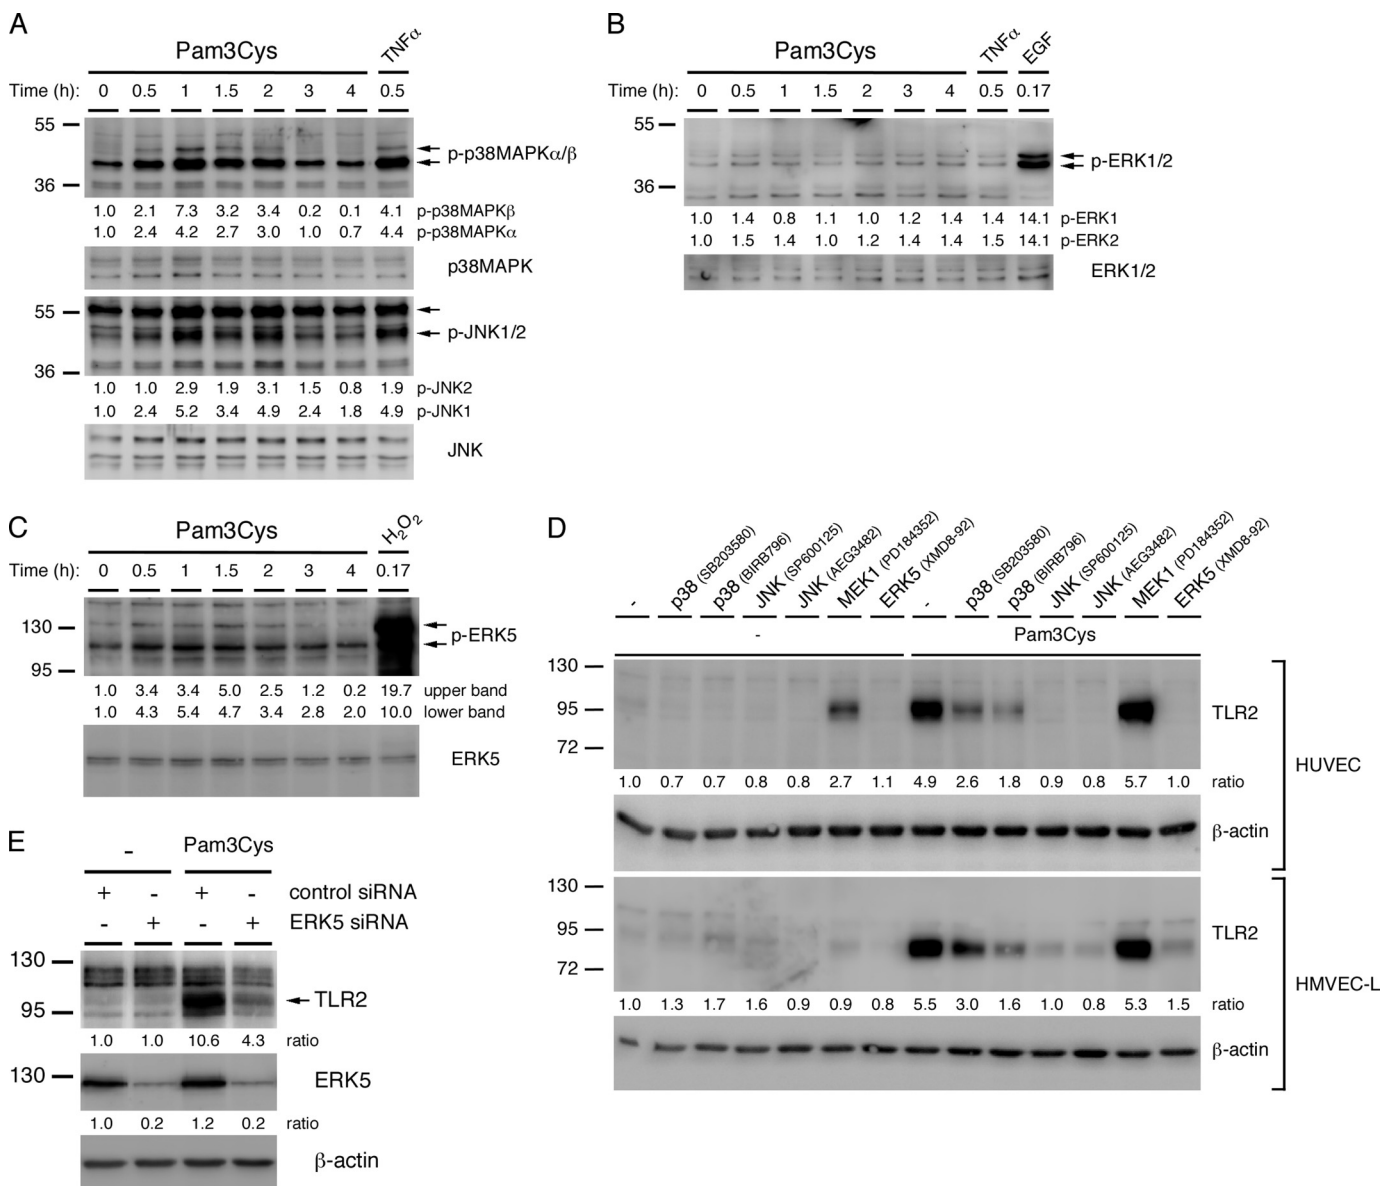 A
Pam3Cys
TNFα
Time (h): 0 0.5 1 1.5 2 3 4 0.5
55
p-p38MAPKα/β
36
1.0 2.1 7.3 3.2 3.4 0.2 0.1 4.1 p-p38MAPKβ
1.0 2.4 4.2 2.7 3.0 1.0 0.7 4.4 p-p38MAPKα
p38MAPK
55
p-JNK1/2
36
1.0 1.0 2.9 1.9 3.1 1.5 0.8 1.9 p-JNK2
1.0 2.4 5.2 3.4 4.9 2.4 1.8 4.9 p-JNK1
JNK
B
Pam3Cys
TNFα
EGF
Time (h): 0 0.5 1 1.5 2 3 4 0.5 0.17
55
p-ERK1/2
36
1.0 1.4 0.8 1.1 1.0 1.2 1.4 1.4 14.1 p-ERK1
1.0 1.5 1.4 1.0 1.2 1.4 1.4 1.5 14.1 p-ERK2
ERK1/2
C
Pam3Cys
H2O2
Time (h): 0 0.5 1 1.5 2 3 4 0.17
130
p-ERK5
95
1.0 3.4 3.4 5.0 2.5 1.2 0.2 19.7 upper band
1.0 4.3 5.4 4.7 3.4 2.8 2.0 10.0 lower band
ERK5
D
- p38 (SB203580) p38 (BIRB796) JNK (SP600125) JNK (AEG3482) MEK1 (PD184352) ERK5 (XMD8-92) - p38 (SB203580) p38 (BIRB796) JNK (SP600125) JNK (AEG3482) MEK1 (PD184352) ERK5 (XMD8-92)
- Pam3Cys
130
95 TLR2
72
1.0 0.7 0.7 0.8 0.8 2.7 1.1 4.9 2.6 1.8 0.9 0.8 5.7 1.0 ratio
β-actin
HUVEC
130
95 TLR2
72
1.0 1.3 1.7 1.6 0.9 0.9 0.8 5.5 3.0 1.6 1.0 0.8 5.3 1.5 ratio
β-actin
HMVEC-L
E
- Pam3Cys
+ - + - control siRNA
- + - + ERK5 siRNA
130
TLR2
95
1.0 1.0 10.6 4.3 ratio
130
ERK5
1.0 0.2 1.2 0.2 ratio
β-actin